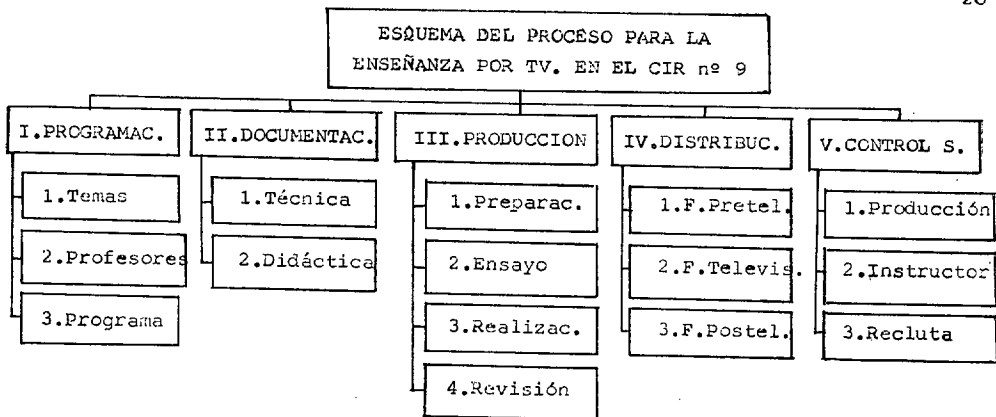 20
ESQUEMA DEL PROCESO PARA LA
ENSEÑANZA POR TV. EN EL CIR nº 9
I.PROGRAMAC.
1.Temas
2.Profesores
3.Programa
II.DOCUMENTAC.
1.Técnica
2.Didáctica
III.PRODUCCION
1.Preparac.
2.Ensayo
3.Realizac.
4.Revisión
IV.DISTRIBUC.
1.F.Pretel.
2.F.Televis.
3.F.Postel.
V.CONTROL S.
1.Producción
2.Instructor
3.Recluta